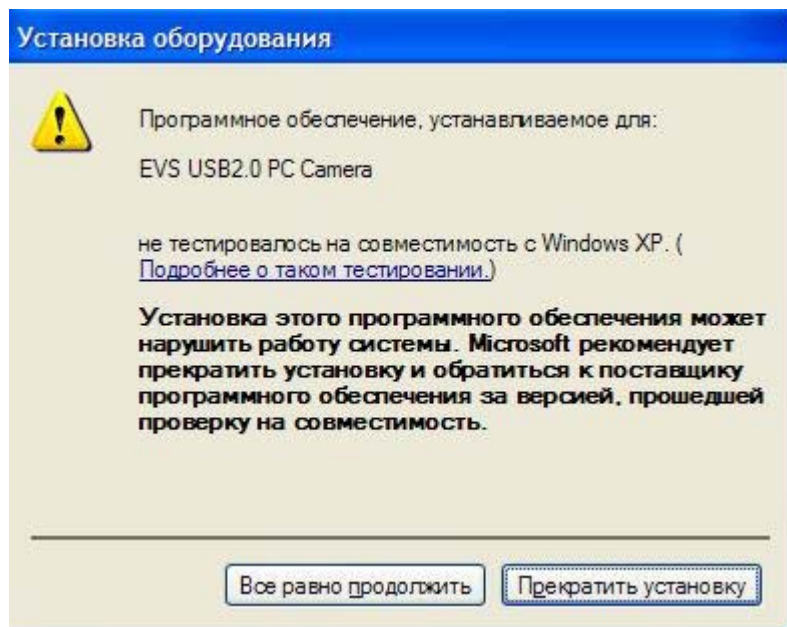 Установка оборудования
Программное обеспечение, устанавливаемое для:
EVS USB2.0 PC Camera
не тестировалось на совместимость с Windows XP. (
Подробнее о таком тестировании.)
Установка этого программного обеспечения может
нарушить работу системы. Microsoft рекомендует
прекратить установку и обратиться к поставщику
программного обеспечения за версией, прошедшей
проверку на совместимость.
Все равно продолжить
Прекратить установку